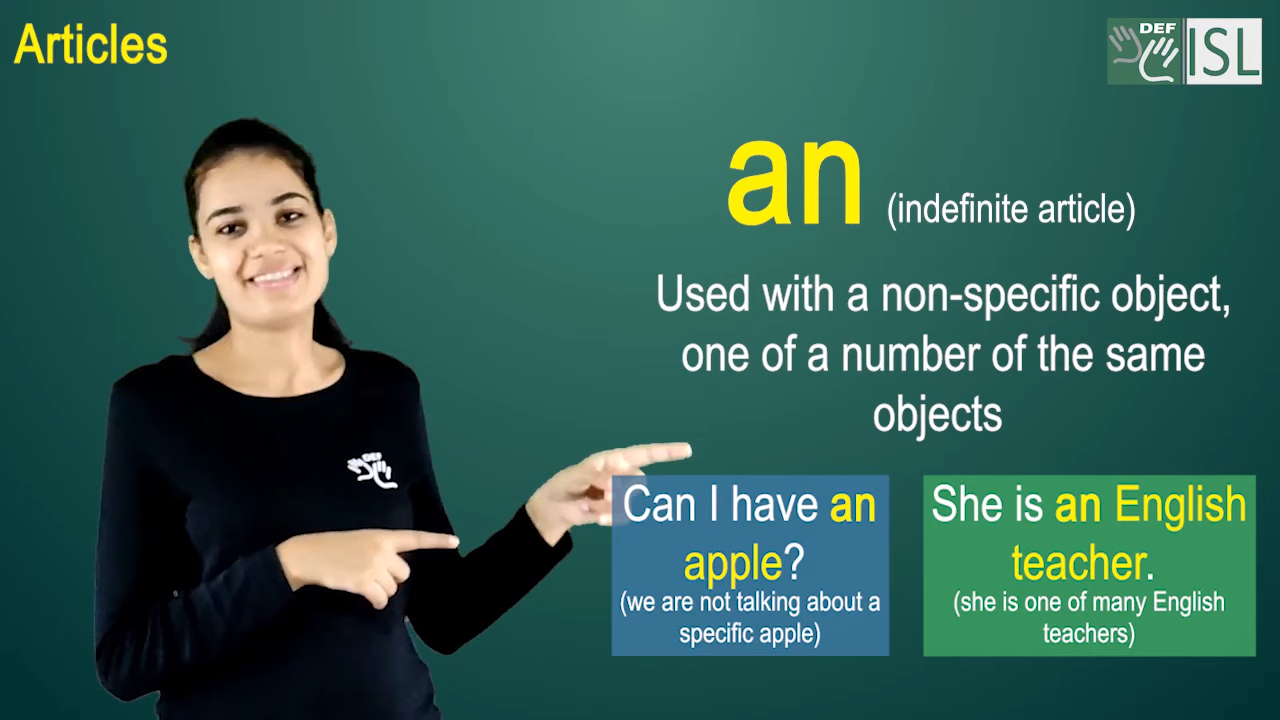 Articles
DEF
ISL
an (indefinite article)
Used with a non-specific object,
one of a number of the same
objects
DEF
Can I have an
apple?
(we are not talking about a
specific apple)
She is an English
teacher.
(she is one of many English
teachers)